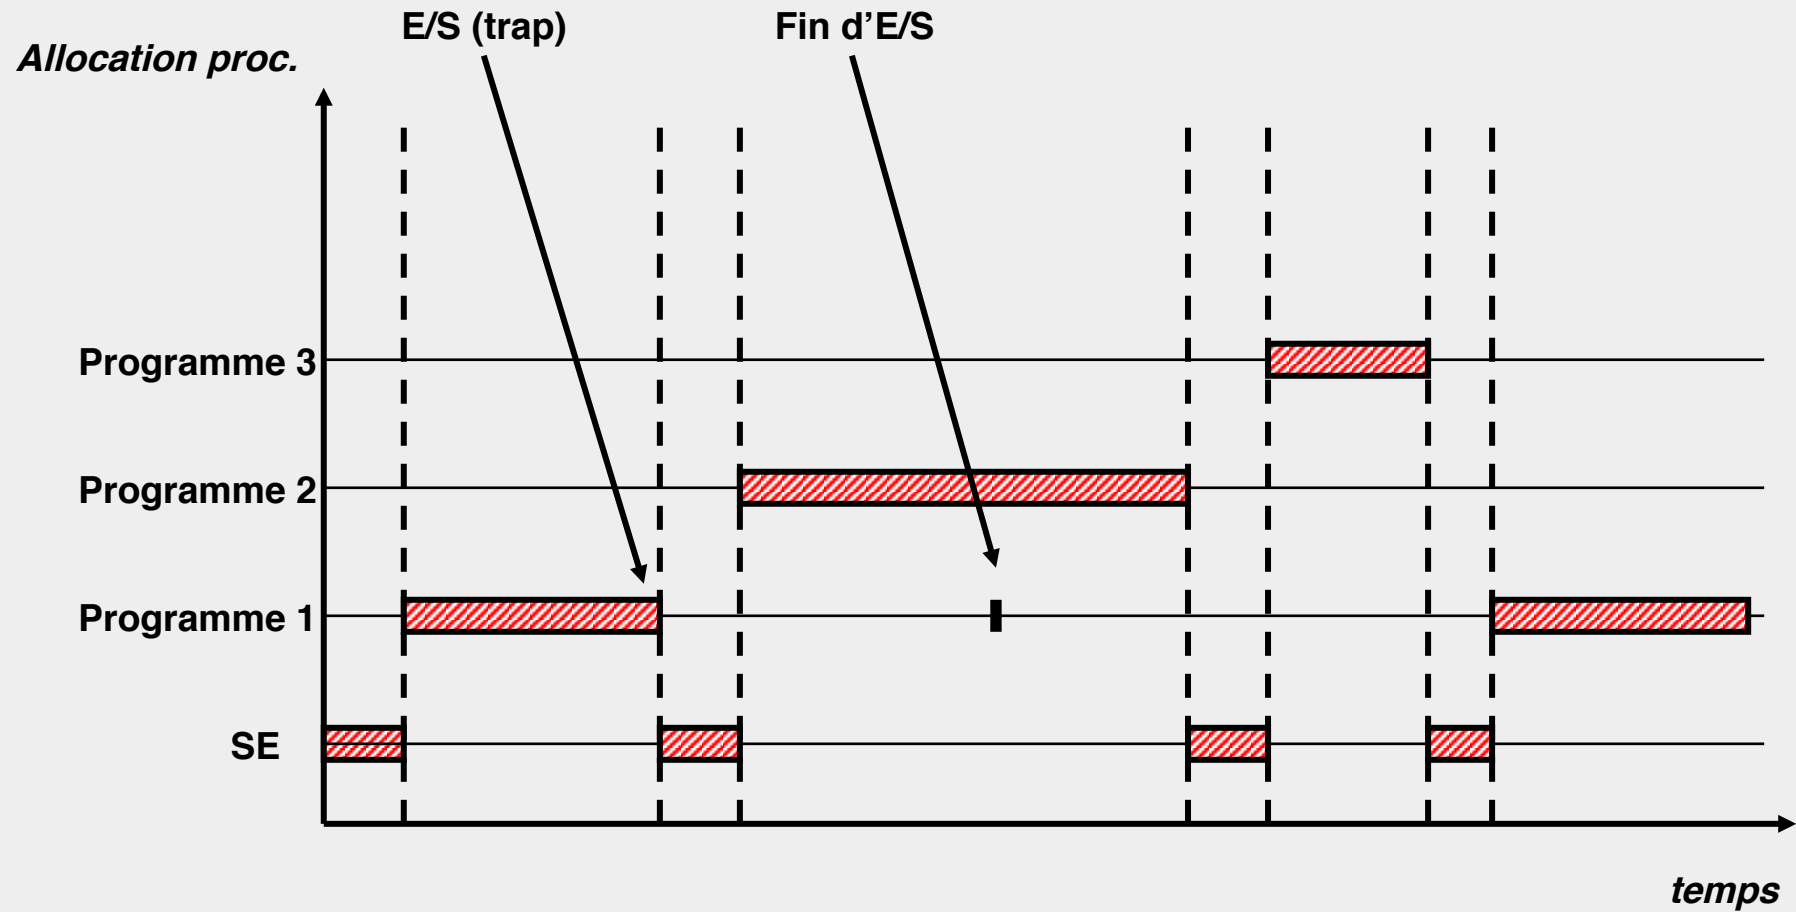 E/S (trap)
Fin d’E/S
Allocation proc.
Programme 3
Programme 2
Programme 1
SE
temps